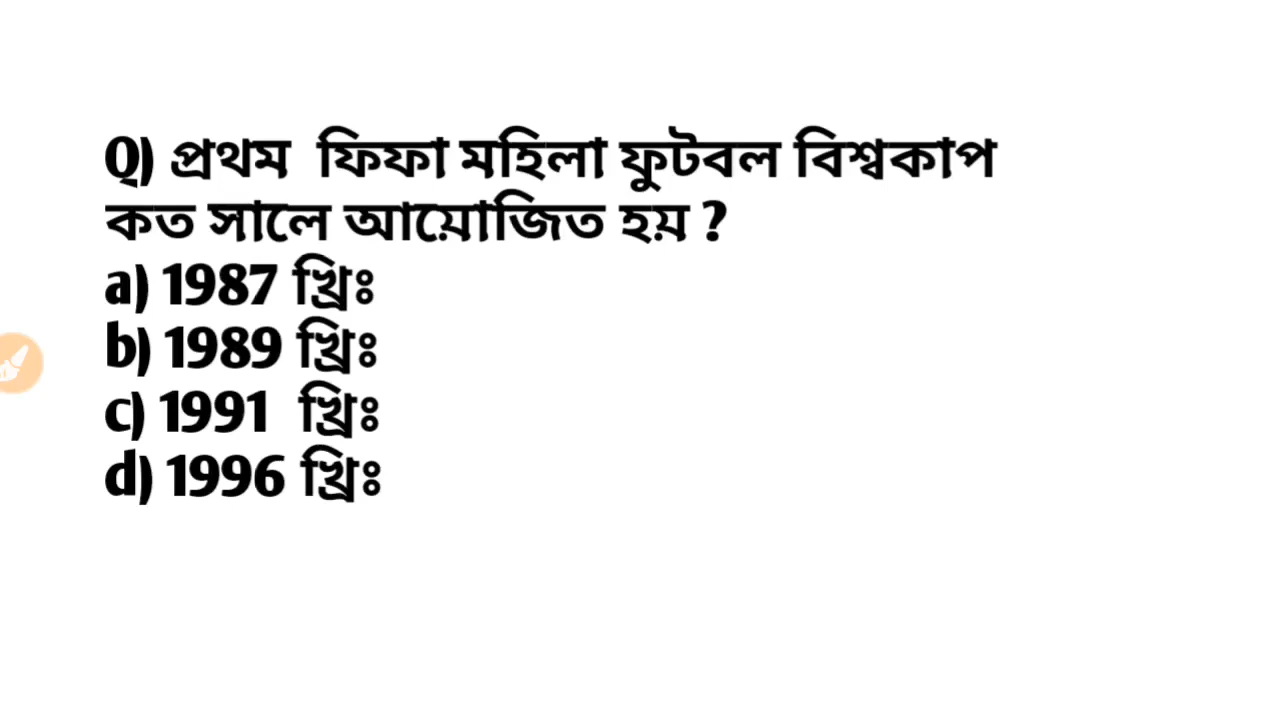 Q) প্রথম ফিফা মহিলা ফুটবল বিশ্বকাপ
কত সালে আয়োজিত হয় ?
a) 1987 খ্রিঃ
b) 1989 খ্রিঃ
c) 1991 খ্রিঃ
d) 1996 খ্রিঃ